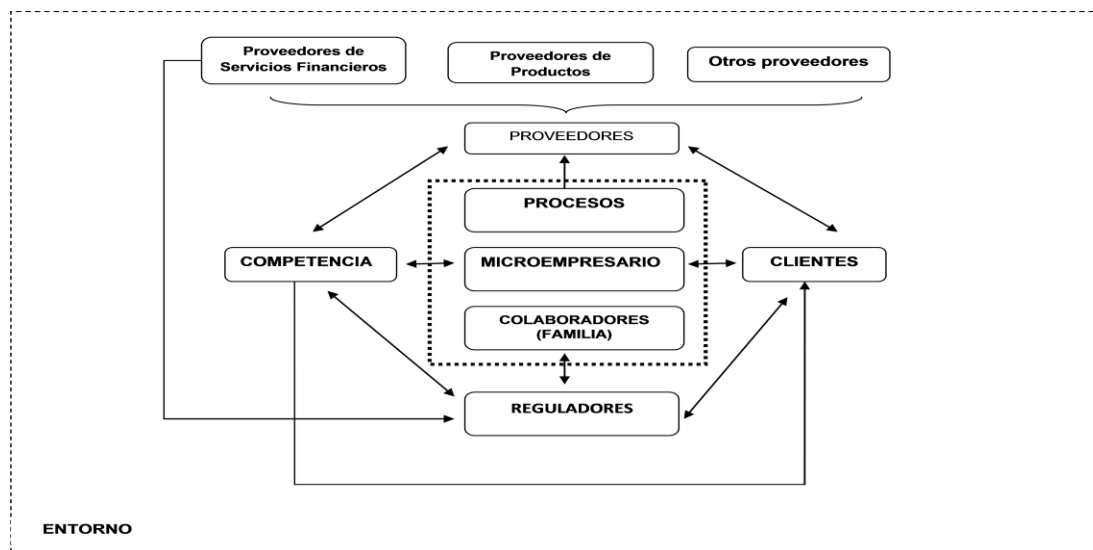 Proveedores de
Servicios Financieros
Proveedores de
Productos
Otros proveedores
PROVEEDORES
PROCESOS
COMPETENCIA
MICROEMPRESARIO
CLIENTES
COLABORADORES
(FAMILIA)
REGULADORES
ENTORNO